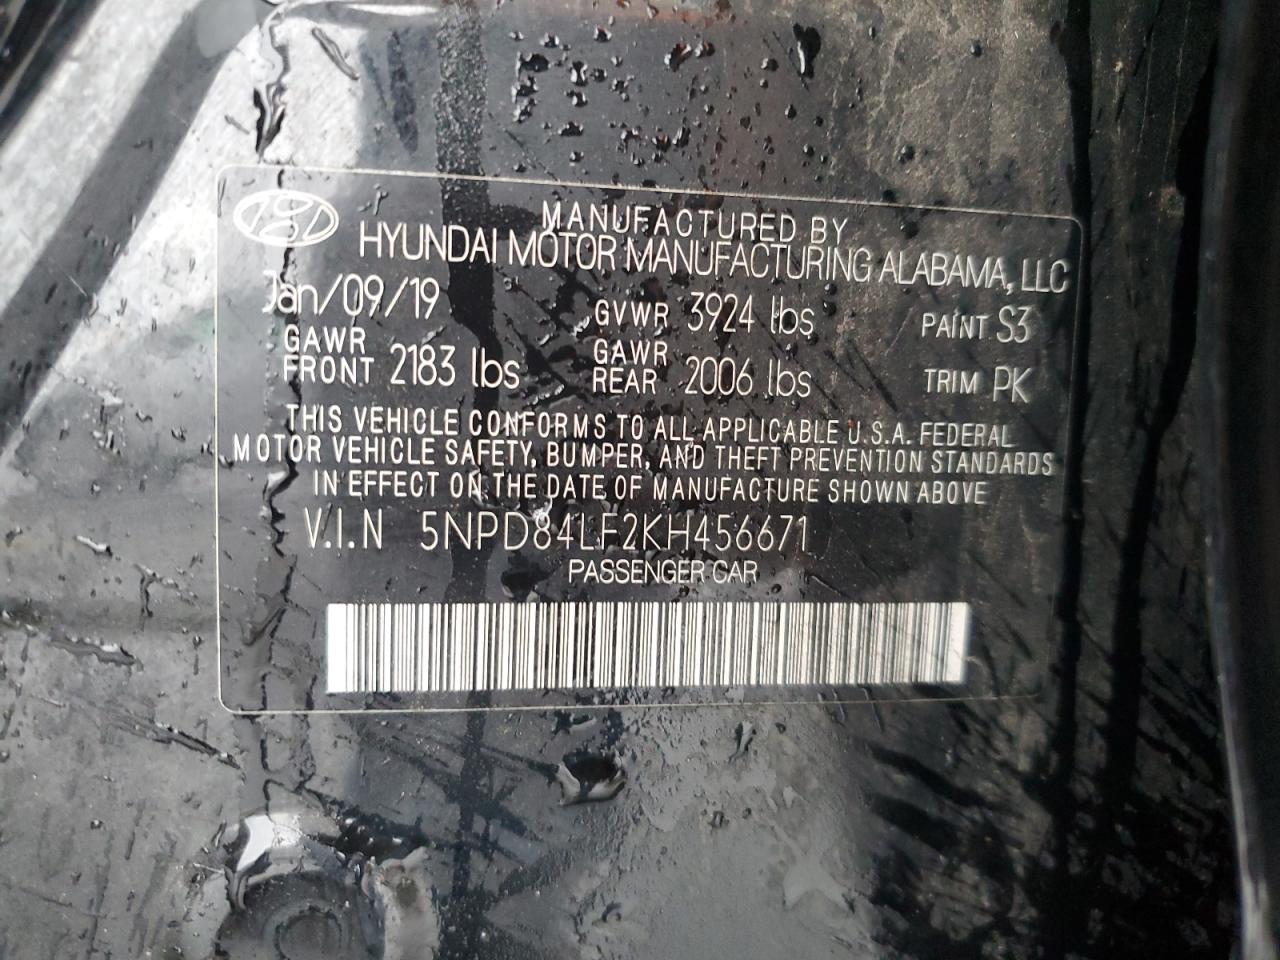 MANUFACTURED BY
HYUNDAI MOTOR MANUFACTURING ALABAMA, LLC
Jan/09/19 GVWR 3924 lbs PAINT S3
GAWR FRONT 2183 lbs GAWR REAR 2006 lbs TRIM PK
THIS VEHICLE CONFORMS TO ALL APPLICABLE U.S.A. FEDERAL
MOTOR VEHICLE SAFETY, BUMPER, AND THEFT PREVENTION STANDARDS
IN EFFECT ON THE DATE OF MANUFACTURE SHOWN ABOVE
V.I.N 5NPD84LF2KH456671
PASSENGER CAR